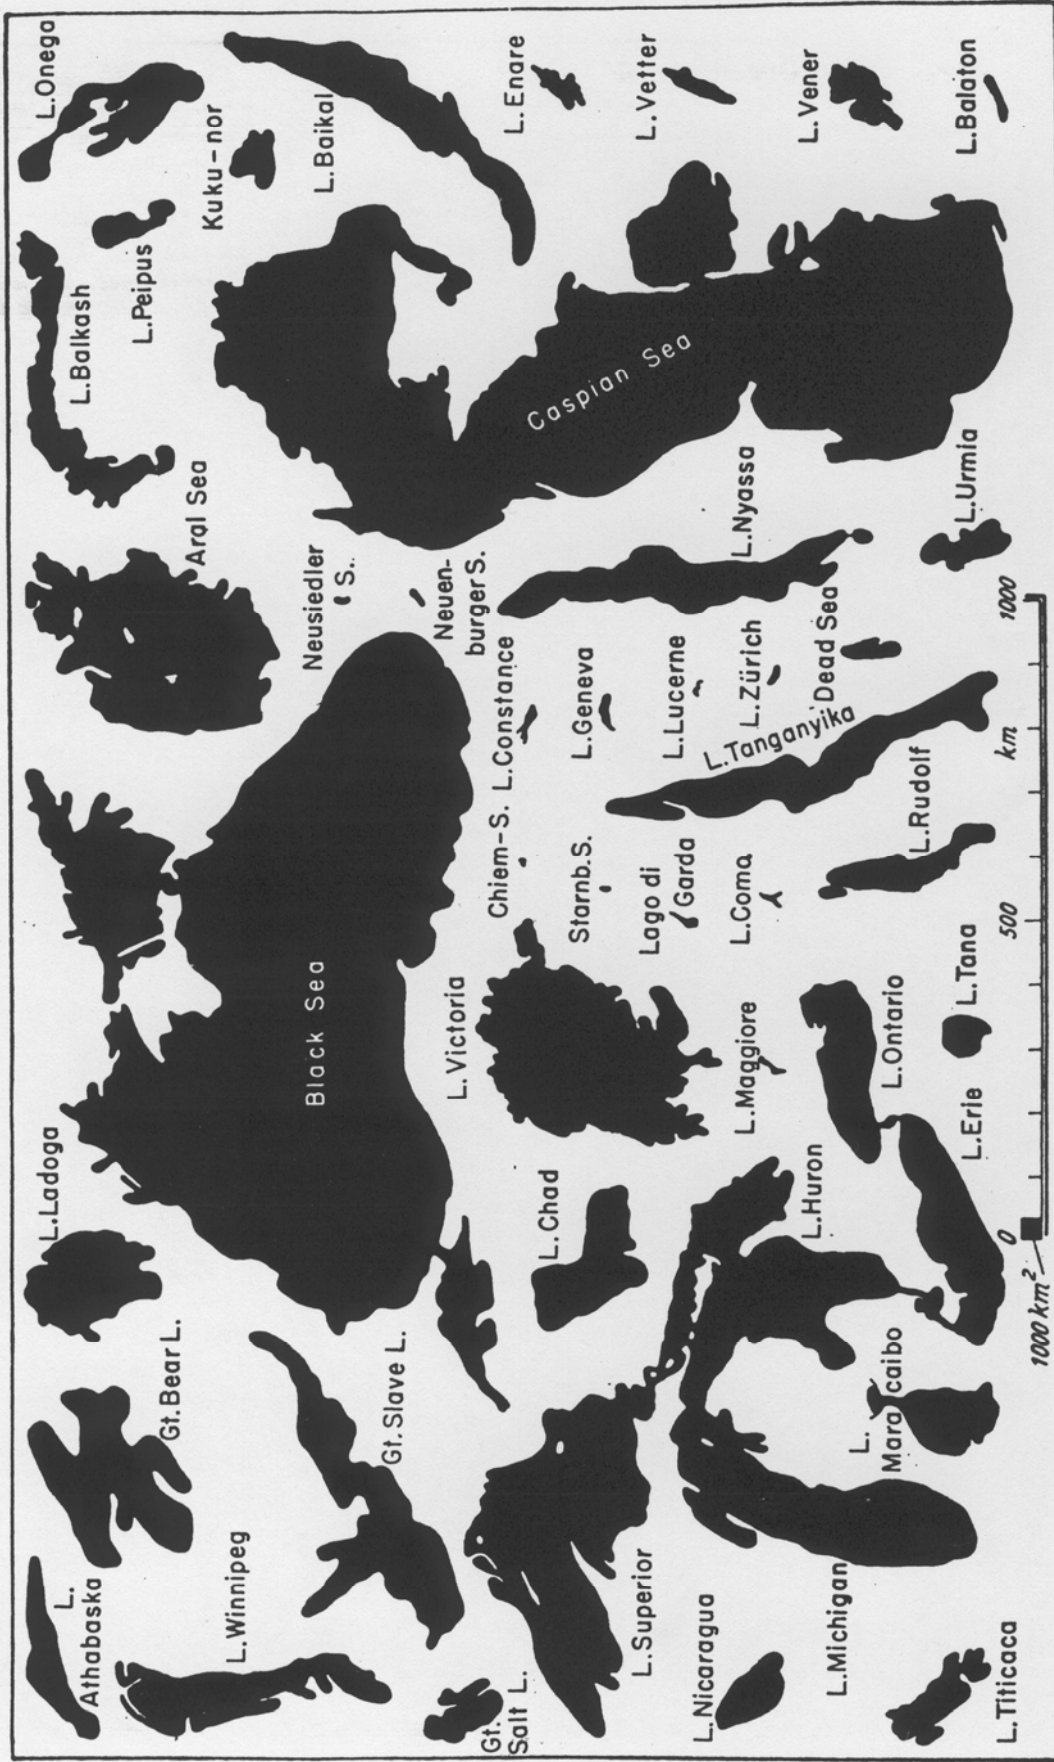 L.
Athabaska
Gt. Bear L.
L. Ladoga
Aral Sea
L. Balkash
L. Peipus
L. Onega
Kuku-nor
L. Winnipeg
Gt. Slave L.
Black Sea
Neusiedler
S..
L. Baikal
Neuen-
burger S.
Gt.
Salt L.
L. Victoria
Chiem-S.
L. Constance
L. Enare
L. Chad
Starnb. S.
L. Geneva
Caspian Sea
L. Superior
Lago di
Garda
L. Lucerne
L. Vetter
L. Nicaragua
L. Maggiore
L. Coma
L. Zürich
L. Nyassa
L. Michigan
L. Huron
L. Tanganyika
Dead Sea
L. Vener
L.
Maracaibo
L. Ontario
L. Rudolf
L. Titicaca
L. Erie
L. Tana
L. Urmia
L. Balaton
0
500
km
1000
1000 km²